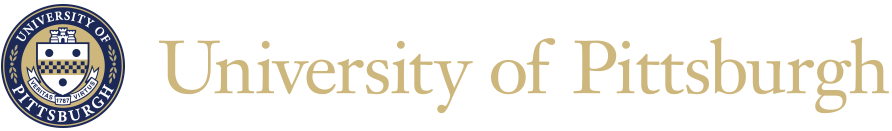 UNIVERSITY OF
PITTSBURGH
VERITAS 1787 VIRTUS
University of Pittsburgh